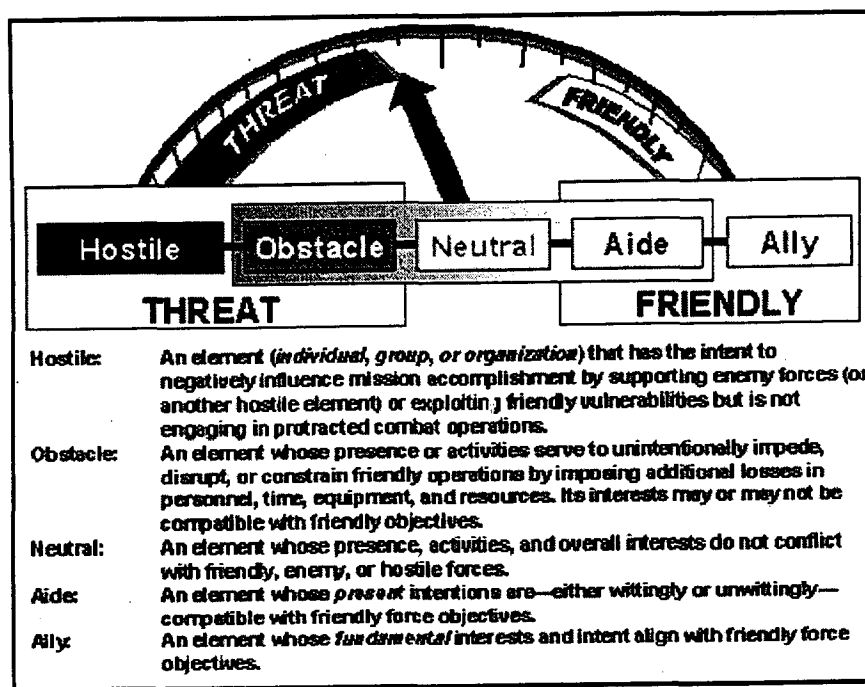 THREAT
FRIENDLY
Hostile Obstacle Neutral Aide Ally
THREAT FRIENDLY
Hostile: An element (individual, group, or organization) that has the intent to
negatively influence mission accomplishment by supporting enemy forces (or
another hostile element) or exploiting friendly vulnerabilities but is not
engaging in protracted combat operations.
Obstacle: An element whose presence or activities serve to unintentionally impede,
disrupt, or constrain friendly operations by imposing additional losses in
personnel, time, equipment, and resources. Its interests may or may not be
compatible with friendly objectives.
Neutral: An element whose presence, activities, and overall interests do not conflict
with friendly, enemy, or hostile forces.
Aide: An element whose present intentions are—either wittingly or unwittingly—
compatible with friendly force objectives.
Ally: An element whose fundamental interests and intent align with friendly force
objectives.